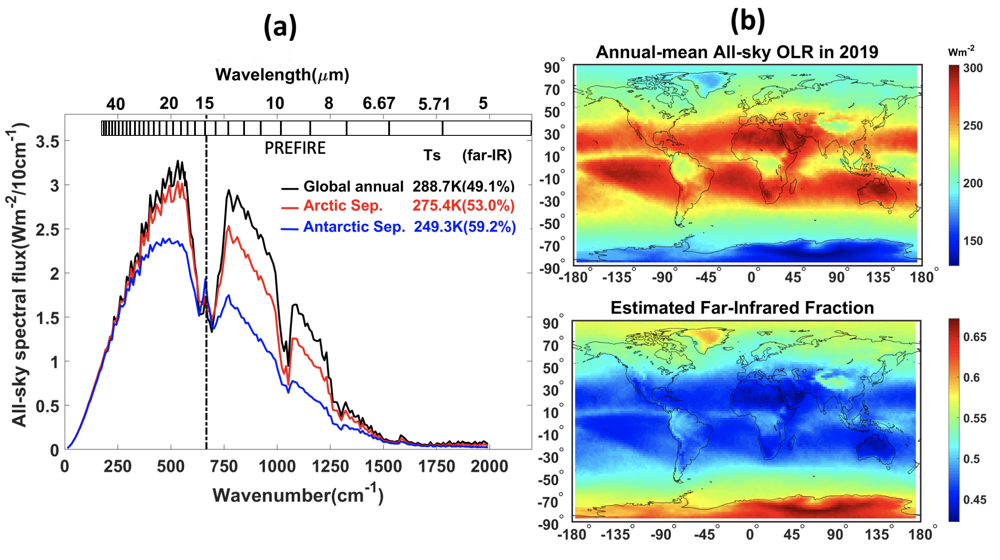 (a)
Wavelength(μm)
40 20 15 10 8 6.67 5.71 5
PREFIRE
Ts (far-IR)
Global annual 288.7K(49.1%)
Arctic Sep. 275.4K(53.0%)
Antarctic Sep. 249.3K(59.2%)
All-sky spectral flux(Wm⁻²/10cm⁻¹)
3.5
3
2.5
2
1.5
1
0.5
0
0 250 500 750 1000 1250 1500 1750 2000
Wavenumber(cm⁻¹)
(b)
Annual-mean All-sky OLR in 2019
Wm⁻²
90°
70°
50°
30°
10°
-10°
-30°
-50°
-70°
-90°
-180° -135° -90° -45° 0° 45° 90° 135° 180°
300
250
200
150
Estimated Far-Infrared Fraction
90°
70°
50°
30°
10°
-10°
-30°
-50°
-70°
-90°
-180° -135° -90° -45° 0° 45° 90° 135° 180°
0.65
0.6
0.55
0.5
0.45